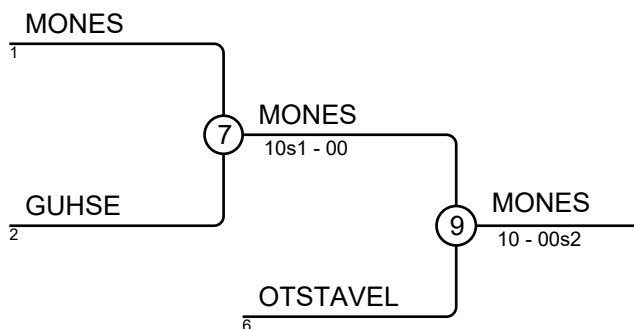 MONES
1
7
MONES
10s1 - 00
GUHSE
2
9
MONES
10 - 00s2
OTSTAVEL
6